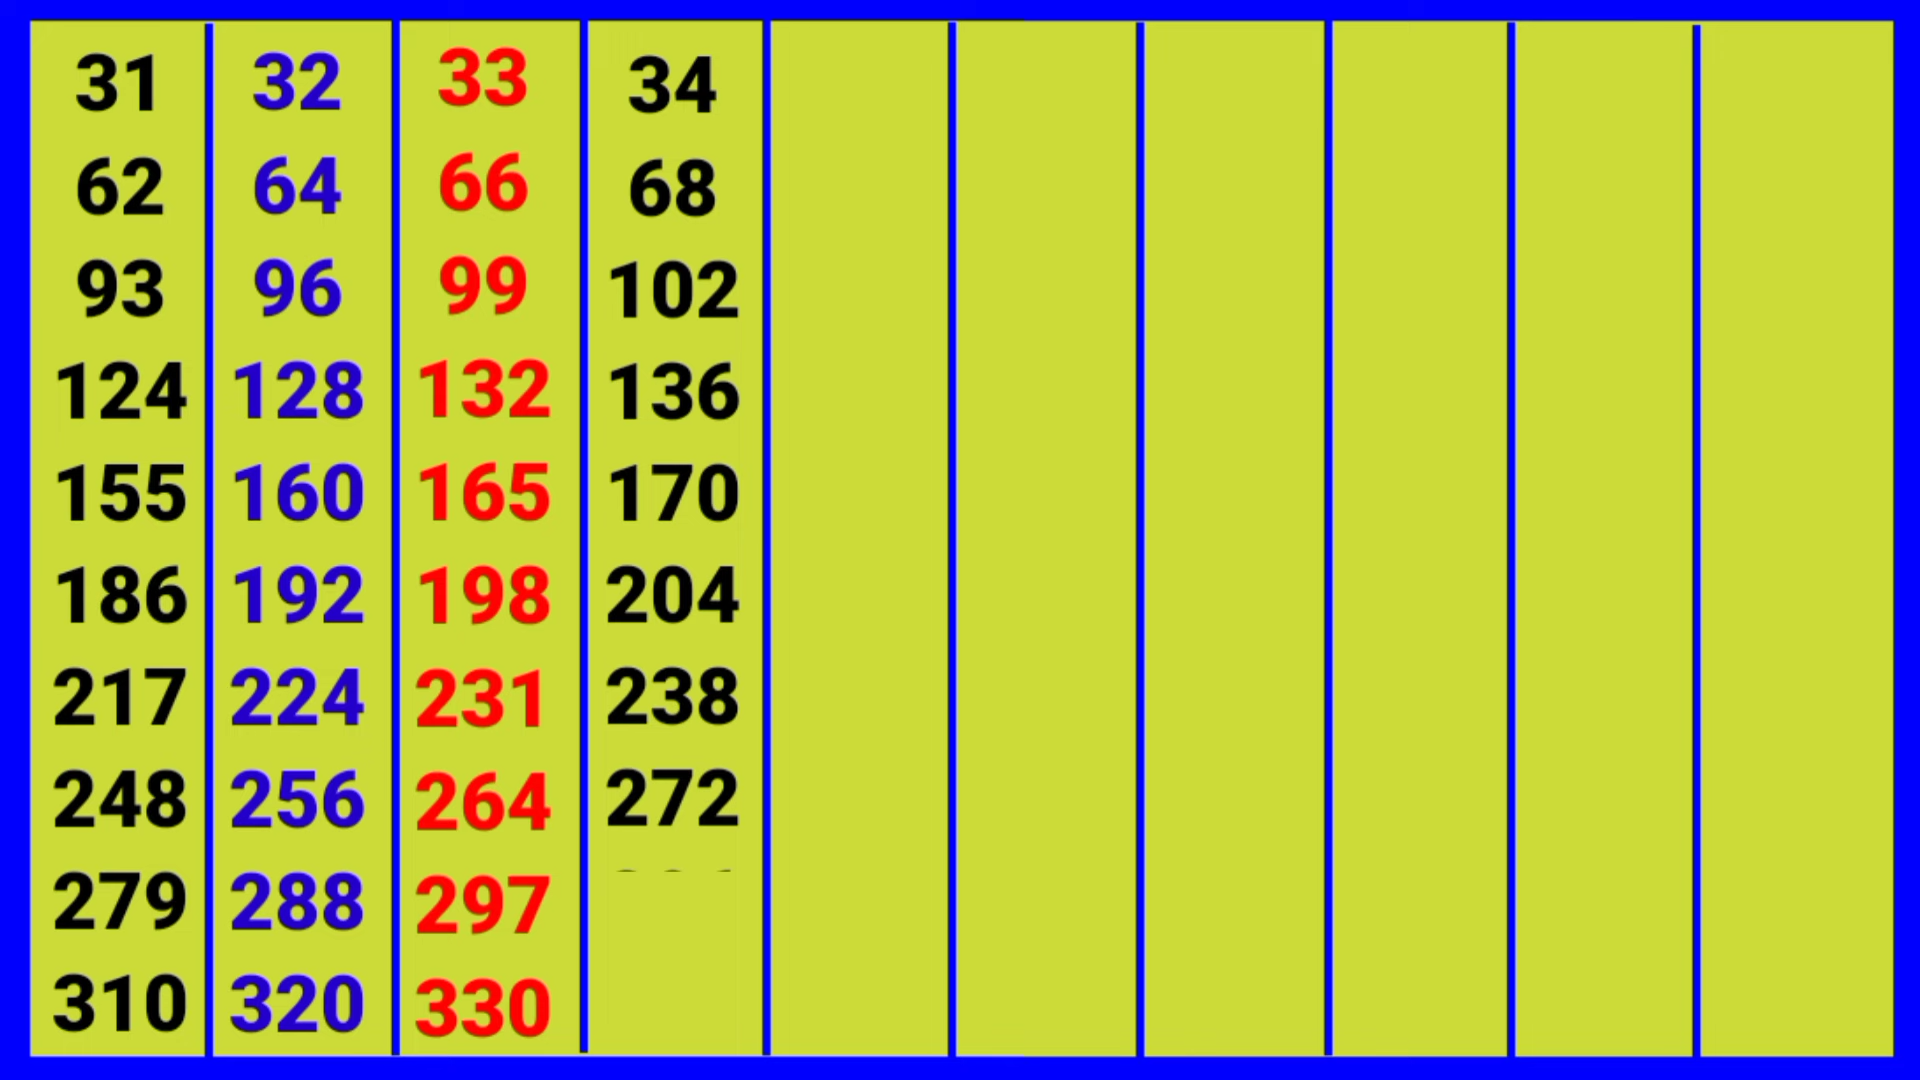 31 32 33 34
62 64 66 68
93 96 99 102
124 128 132 136
155 160 165 170
186 192 198 204
217 224 231 238
248 256 264 272
279 288 297
310 320 330